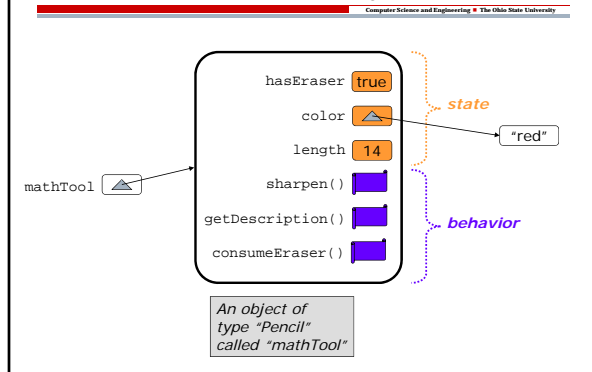 Computer Science and Engineering ■ The Ohio State University
hasEraser true
color
state
"red"
length 14
mathTool
sharpen()
getDescription()
behavior
consumeEraser()
An object of
type "Pencil"
called "mathTool"